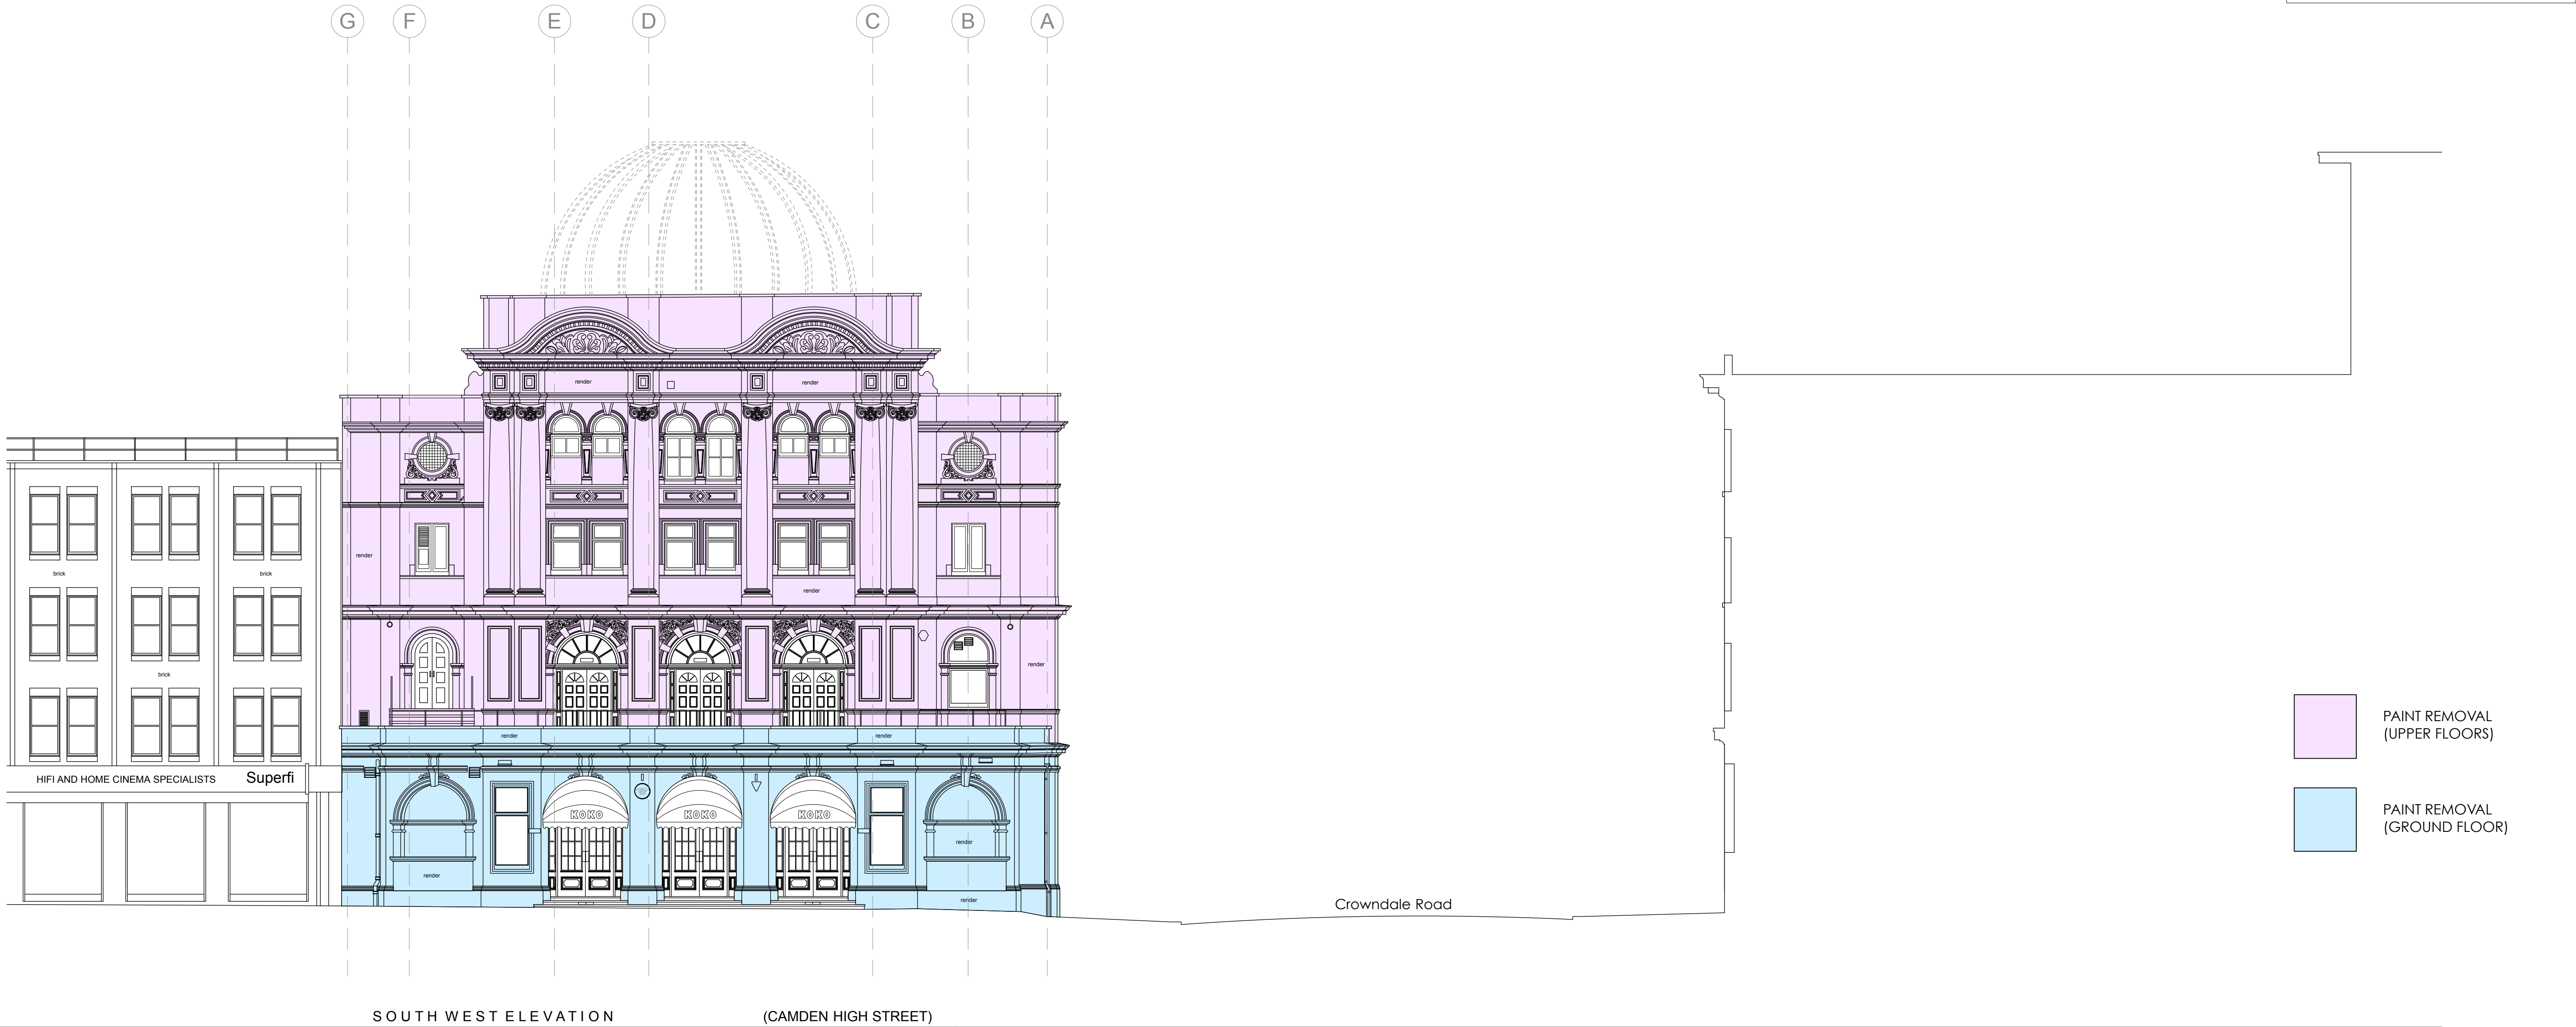 G F E D C B A
render render
render
brick brick
render
render
brick
render render
HIFI AND HOME CINEMA SPECIALISTS Superfi
KOKO KOKO KOKO
render
render
render
Crowndale Road
PAINT REMOVAL
(UPPER FLOORS)
PAINT REMOVAL
(GROUND FLOOR)
SOUTH WEST ELEVATION (CAMDEN HIGH STREET)